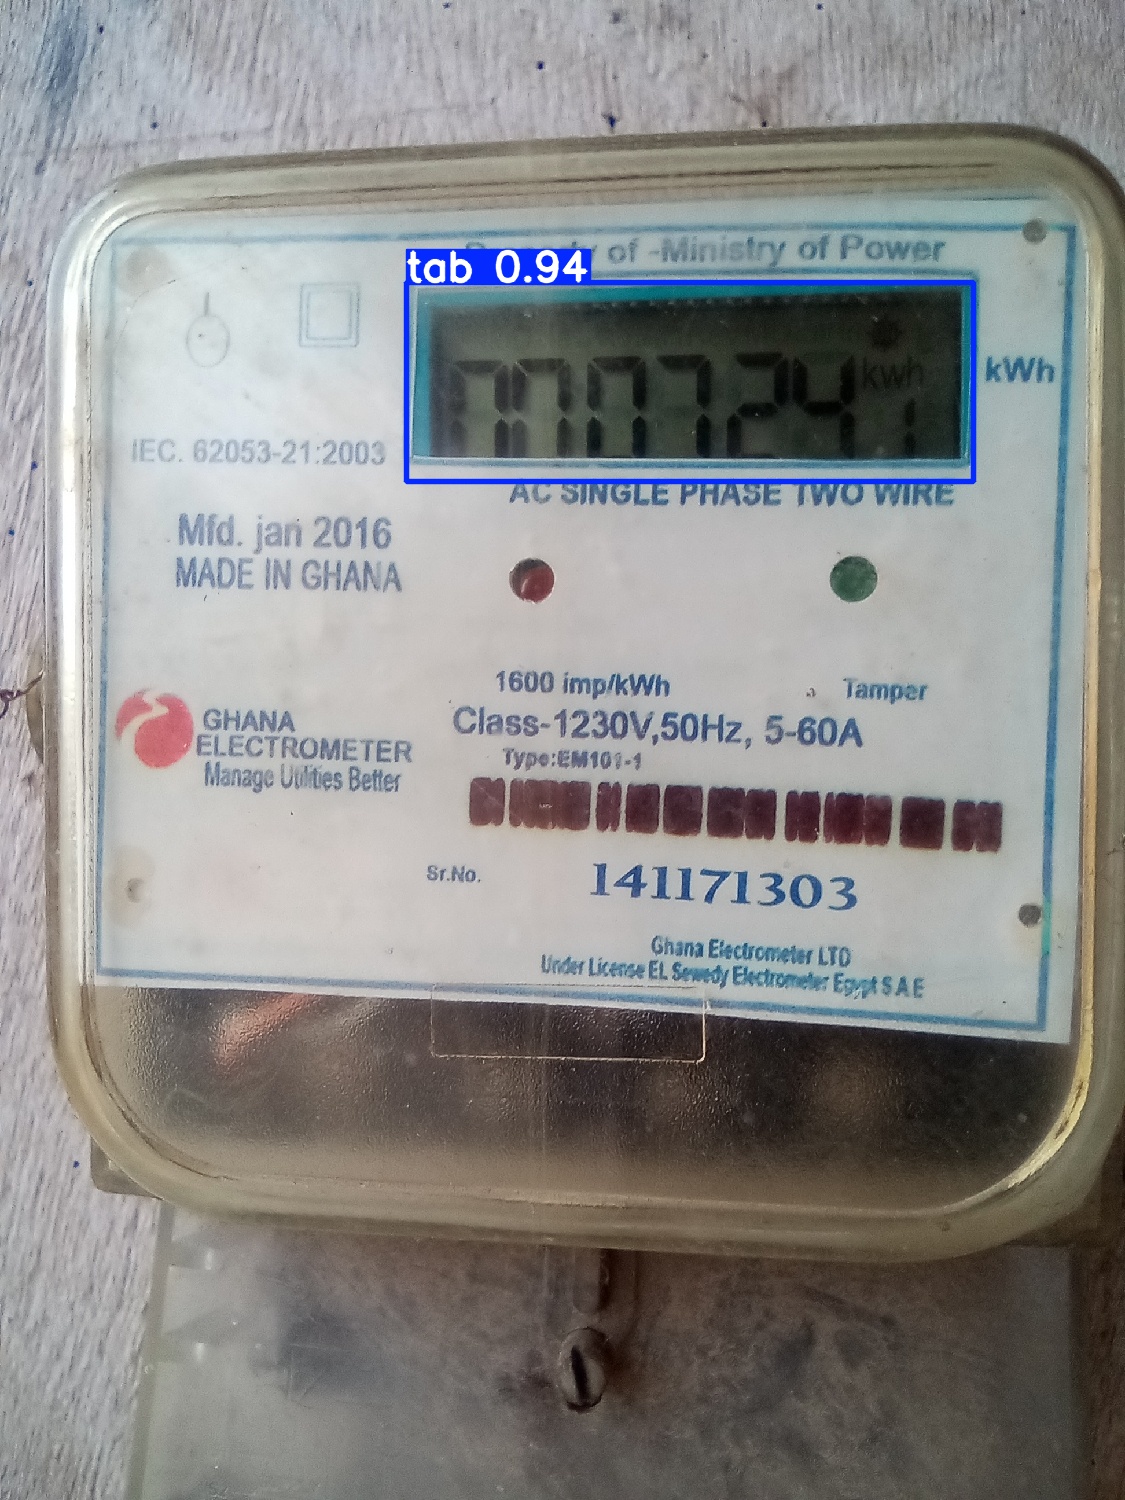 of -Ministry of Power
tab 0.94
000724 kwh
1
kWh
IEC. 62053-21:2003
AC SINGLE PHASE TWO WIRE
Mfd. jan 2016
MADE IN GHANA
1600 imp/kWh
Tamper
GHANA
ELECTROMETER
Manage Utilities Better
Class-1230V,50Hz, 5-60A
Type:EM101-1
Sr.No.
141171303
Ghana Electrometer LTD
Under License EL Sewedy Electrometer Egypt S A E